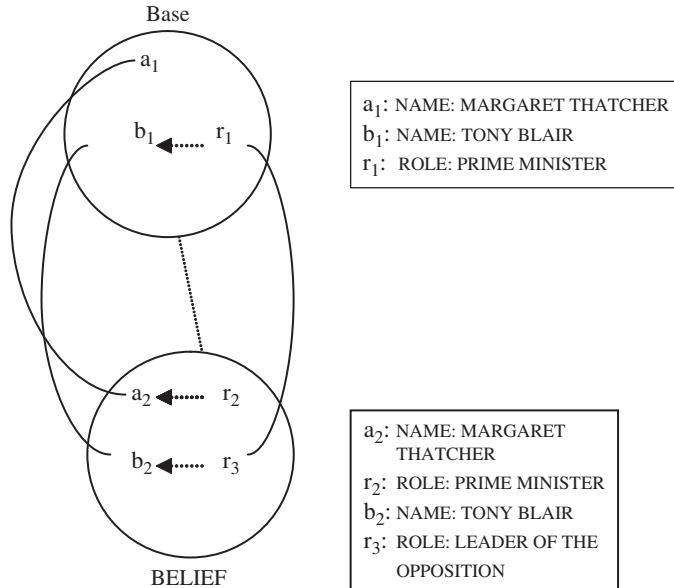 Base
a₁
b₁ r₁
a₁: NAME: MARGARET THATCHER
b₁: NAME: TONY BLAIR
r₁: ROLE: PRIME MINISTER
a₂ r₂
b₂ r₃
BELIEF
a₂: NAME: MARGARET
THATCHER
r₂: ROLE: PRIME MINISTER
b₂: NAME: TONY BLAIR
r₃: ROLE: LEADER OF THE
OPPOSITION